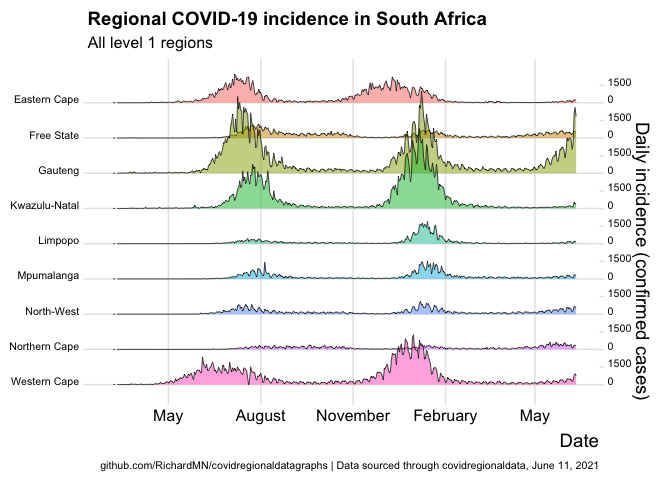 Regional COVID-19 incidence in South Africa
All level 1 regions
Eastern Cape
1500
0
Free State
1500
0
Gauteng
1500
0
Kwazulu-Natal
1500
0
Limpopo
1500
0
Mpumalanga
1500
0
North-West
1500
0
Northern Cape
1500
0
Western Cape
1500
0
Daily incidence (confirmed cases)
May August November February May
Date
github.com/RichardMN/covidregionaldatagraphs | Data sourced through covidregionaldata, June 11, 2021